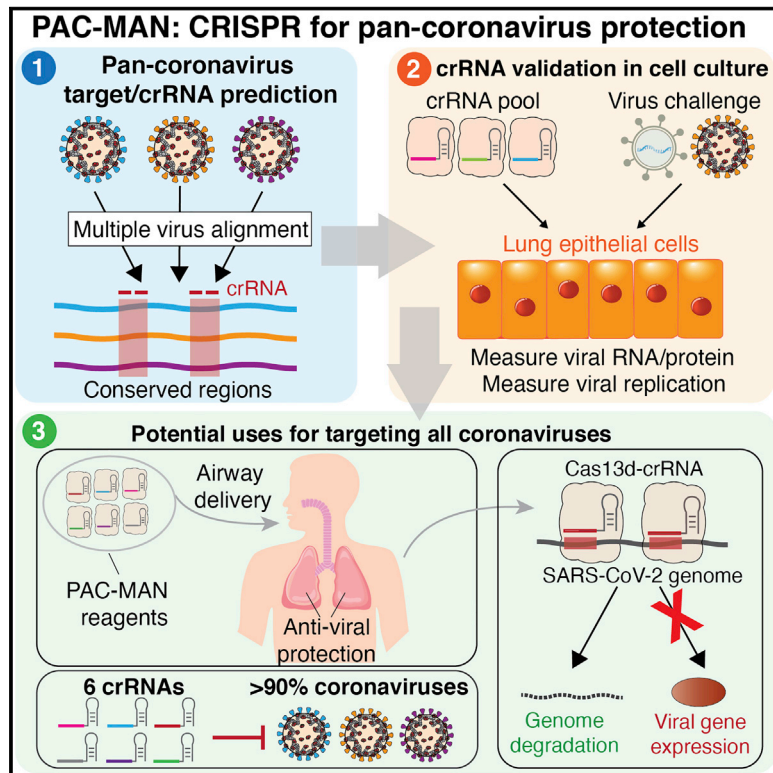 PAC-MAN: CRISPR for pan-coronavirus protection
1
Pan-coronavirus
target/crRNA prediction
Multiple virus alignment
crRNA
Conserved regions
2
crRNA validation in cell culture
crRNA pool
Virus challenge
Lung epithelial cells
Measure viral RNA/protein
Measure viral replication
3
Potential uses for targeting all coronaviruses
Airway
delivery
PAC-MAN
reagents
Anti-viral
protection
6 crRNAs
>90% coronaviruses
Cas13d-crRNA
SARS-CoV-2 genome
Genome
degradation
Viral gene
expression